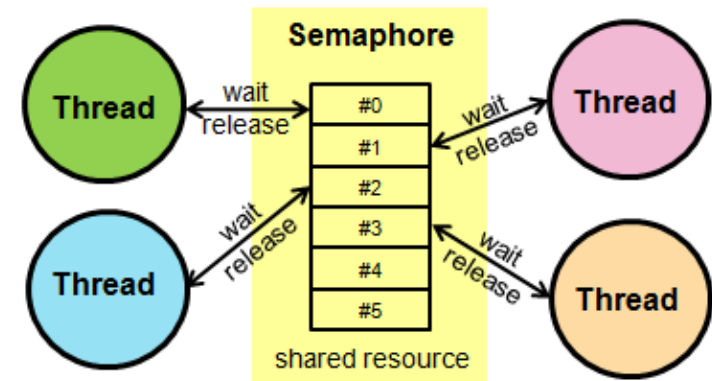 Semaphore
Thread
wait
release
#0
#1
#2
#3
#4
#5
wait
release
Thread
Thread
wait
release
wait
release
Thread
shared resource